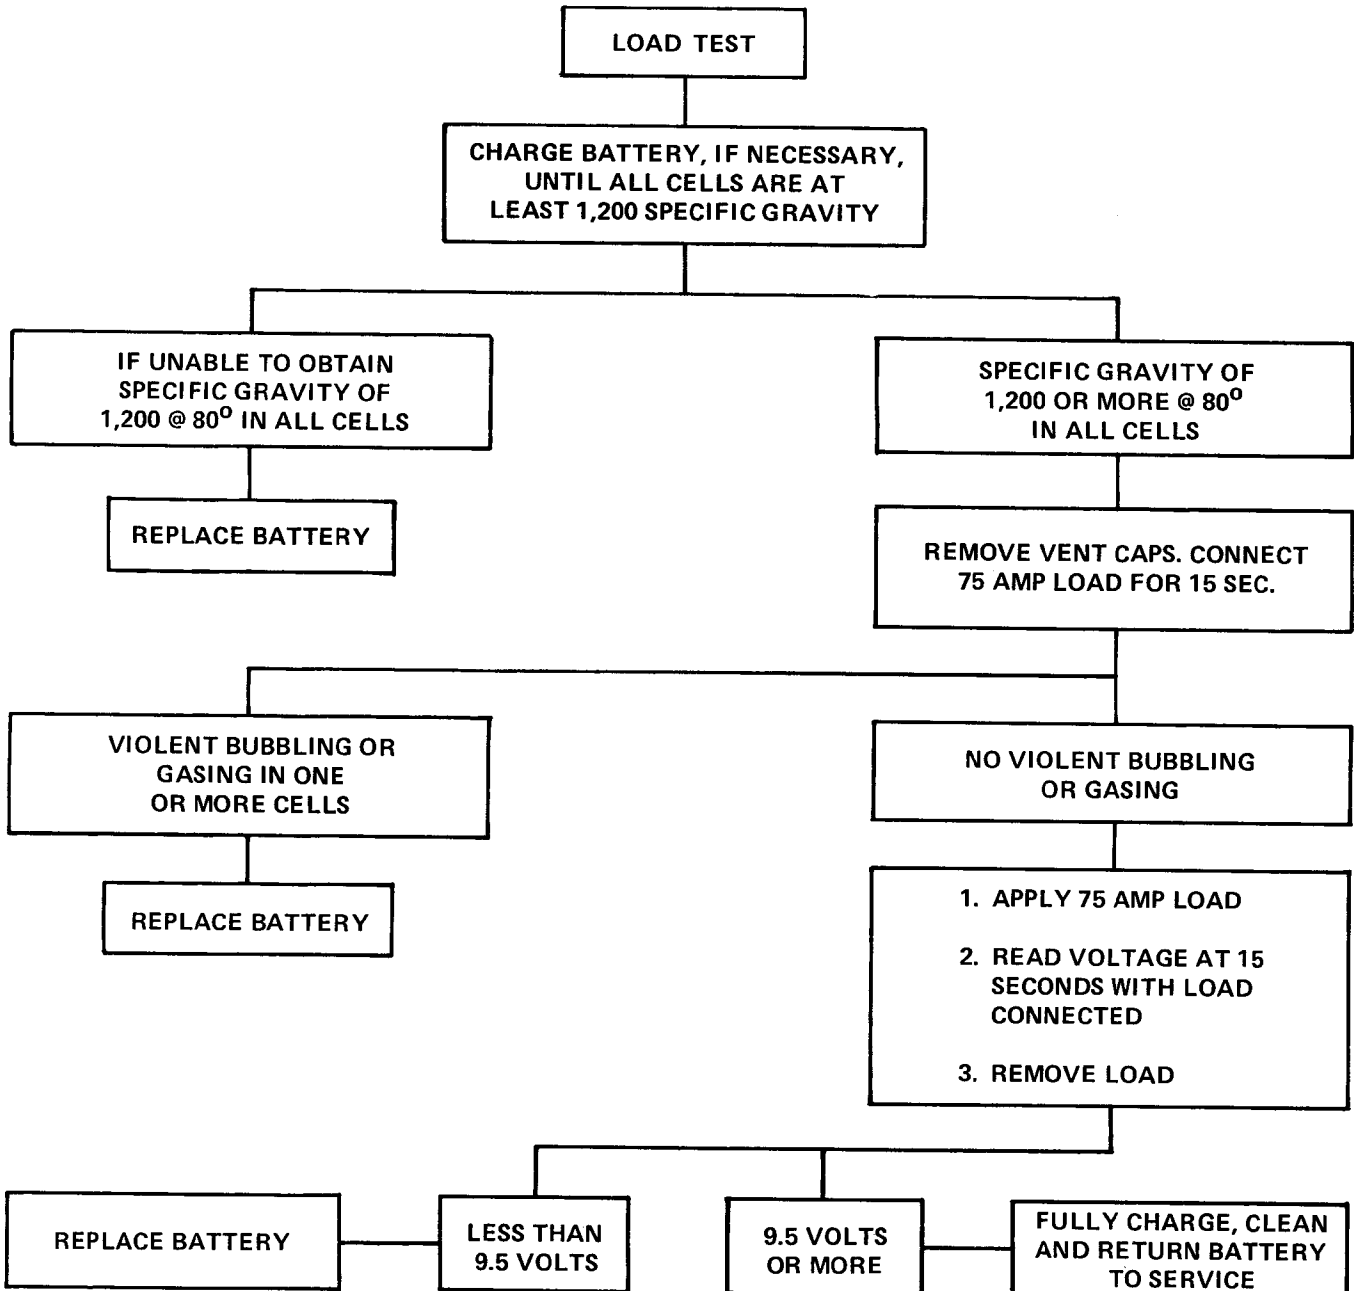 LOAD TEST
CHARGE BATTERY, IF NECESSARY,
UNTIL ALL CELLS ARE AT
LEAST 1,200 SPECIFIC GRAVITY
IF UNABLE TO OBTAIN
SPECIFIC GRAVITY OF
1,200 @ 80° IN ALL CELLS
SPECIFIC GRAVITY OF
1,200 OR MORE @ 80°
IN ALL CELLS
REPLACE BATTERY
REMOVE VENT CAPS. CONNECT
75 AMP LOAD FOR 15 SEC.
VIOLENT BUBBLING OR
GASING IN ONE
OR MORE CELLS
NO VIOLENT BUBBLING
OR GASING
REPLACE BATTERY
1. APPLY 75 AMP LOAD
2. READ VOLTAGE AT 15
SECONDS WITH LOAD
CONNECTED
3. REMOVE LOAD
REPLACE BATTERY
LESS THAN
9.5 VOLTS
9.5 VOLTS
OR MORE
FULLY CHARGE, CLEAN
AND RETURN BATTERY
TO SERVICE